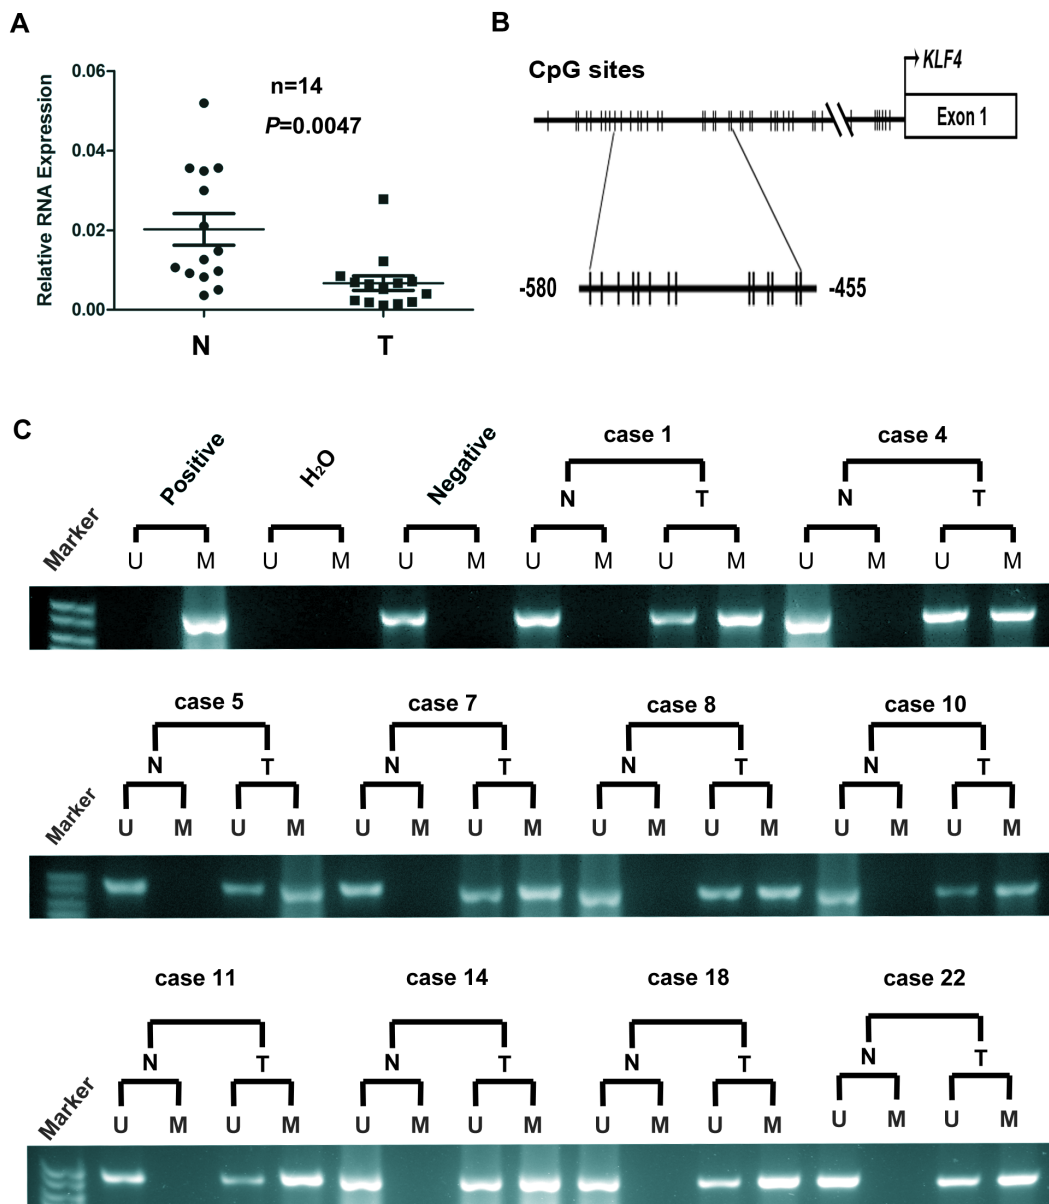 A
Relative RNA Expression
0.06
0.04
0.02
0.00
n=14
P=0.0047
N T
B
CpG sites
KLF4
Exon 1
-580 -455
C
Marker
Positive
H₂O
Negative
case 1 case 4
N T N T
U M U M U M U M U M U M U M
case 5 case 7 case 8 case 10
Marker
N T N T N T N T
U M U M U M U M U M U M U M U M
case 11 case 14 case 18 case 22
Marker
N T N T N T N T
U M U M U M U M U M U M U M U M